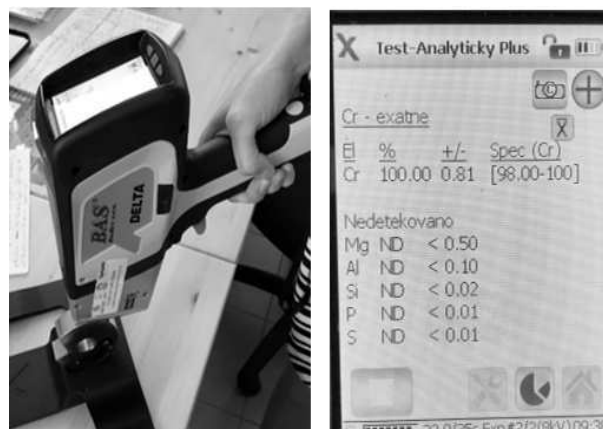 BAS
DELTA
X Test-Analyticky Plus
Cr - exatne
El % +/- Spec (Cr)
Cr 100.00 0.81 [98.00-100]
Nedetekovano
Mg ND < 0.50
Al ND < 0.10
Si ND < 0.02
P ND < 0.01
S ND < 0.01